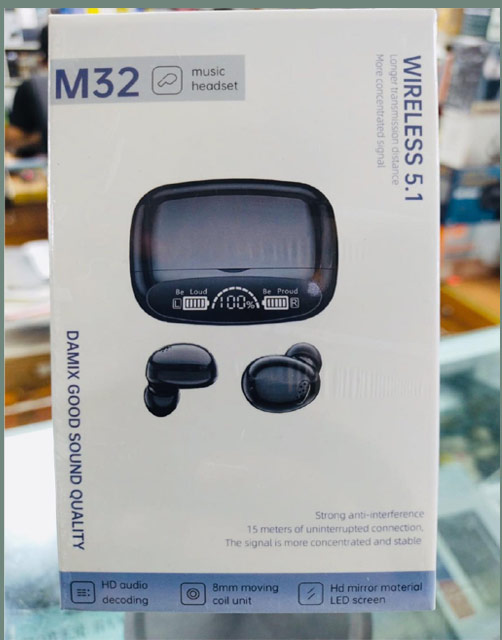 M32
music
headset
WIRELESS 5.1
Longer transmission distance
More concentrated signal
Be Loud
Be Proud
L
100%
R
DAMIX GOOD SOUND QUALITY
Strong anti-interference
15 meters of uninterrupted connection,
The signal is more concentrated and stable
HD audio
decoding
8mm moving
coil unit
Hd mirror material
LED screen